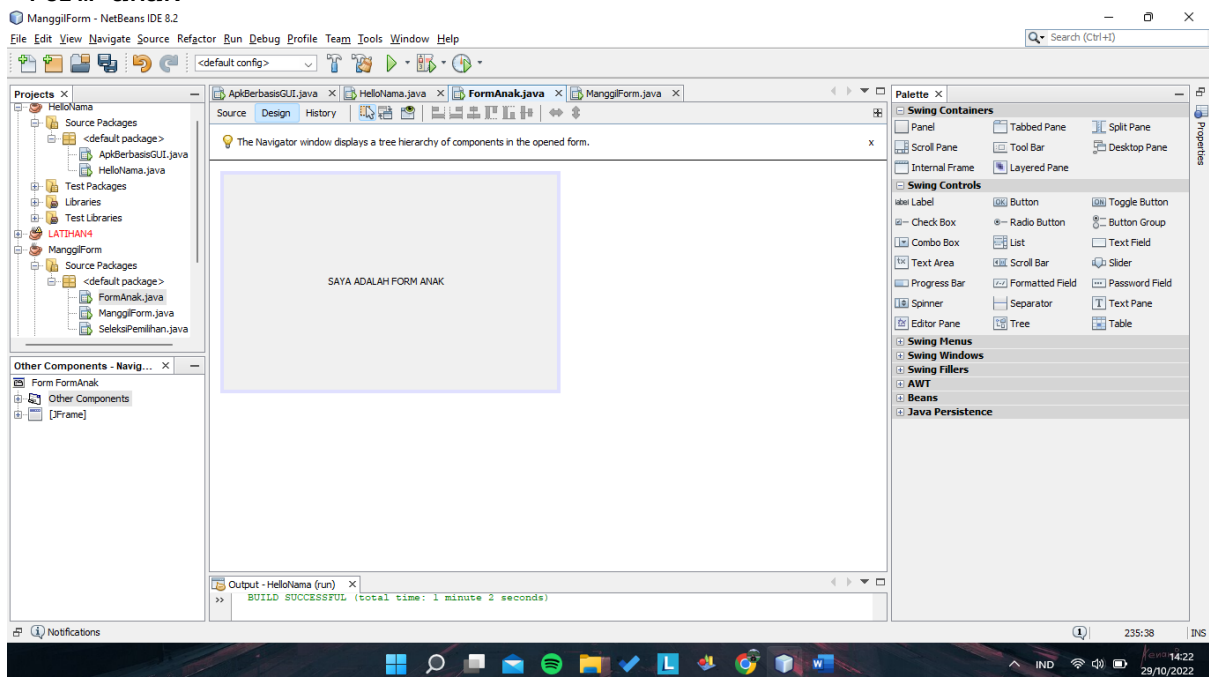 ManggilForm - NetBeans IDE 8.2
File Edit View Navigate Source Refactor Run Debug Profile Team Tools Window Help
Search (Ctrl+I)
<default config>
Projects
HelloNama
Source Packages
<default package>
ApkBerbasisGUI.java
HelloNama.java
Test Packages
Libraries
Test Libraries
LATIHAN4
ManggilForm
Source Packages
<default package>
FormAnak.java
ManggilForm.java
SeleksiPemilihan.java
Other Components - Navig...
Form FormAnak
Other Components
[JFrame]
ApkBerbasisGUI.java HelloNama.java FormAnak.java ManggilForm.java
Source Design History
The Navigator window displays a tree hierarchy of components in the opened form. x
SAYA ADALAH FORM ANAK
Output - HelloNama (run)
>> BUILD SUCCESSFUL (total time: 1 minute 2 seconds)
Palette
Swing Containers
Panel Tabbed Pane Split Pane
Scroll Pane Tool Bar Desktop Pane
Internal Frame Layered Pane
Swing Controls
label Label OK Button ON Toggle Button
Check Box Radio Button Button Group
Combo Box List Text Field
Text Area Scroll Bar Slider
Progress Bar Formatted Field Password Field
Spinner Separator T Text Pane
Editor Pane Tree Table
Swing Menus
Swing Windows
Swing Fillers
AWT
Beans
Java Persistence
Properties
Notifications
1 235:38 INS
L W
IND
14:22
29/10/2022